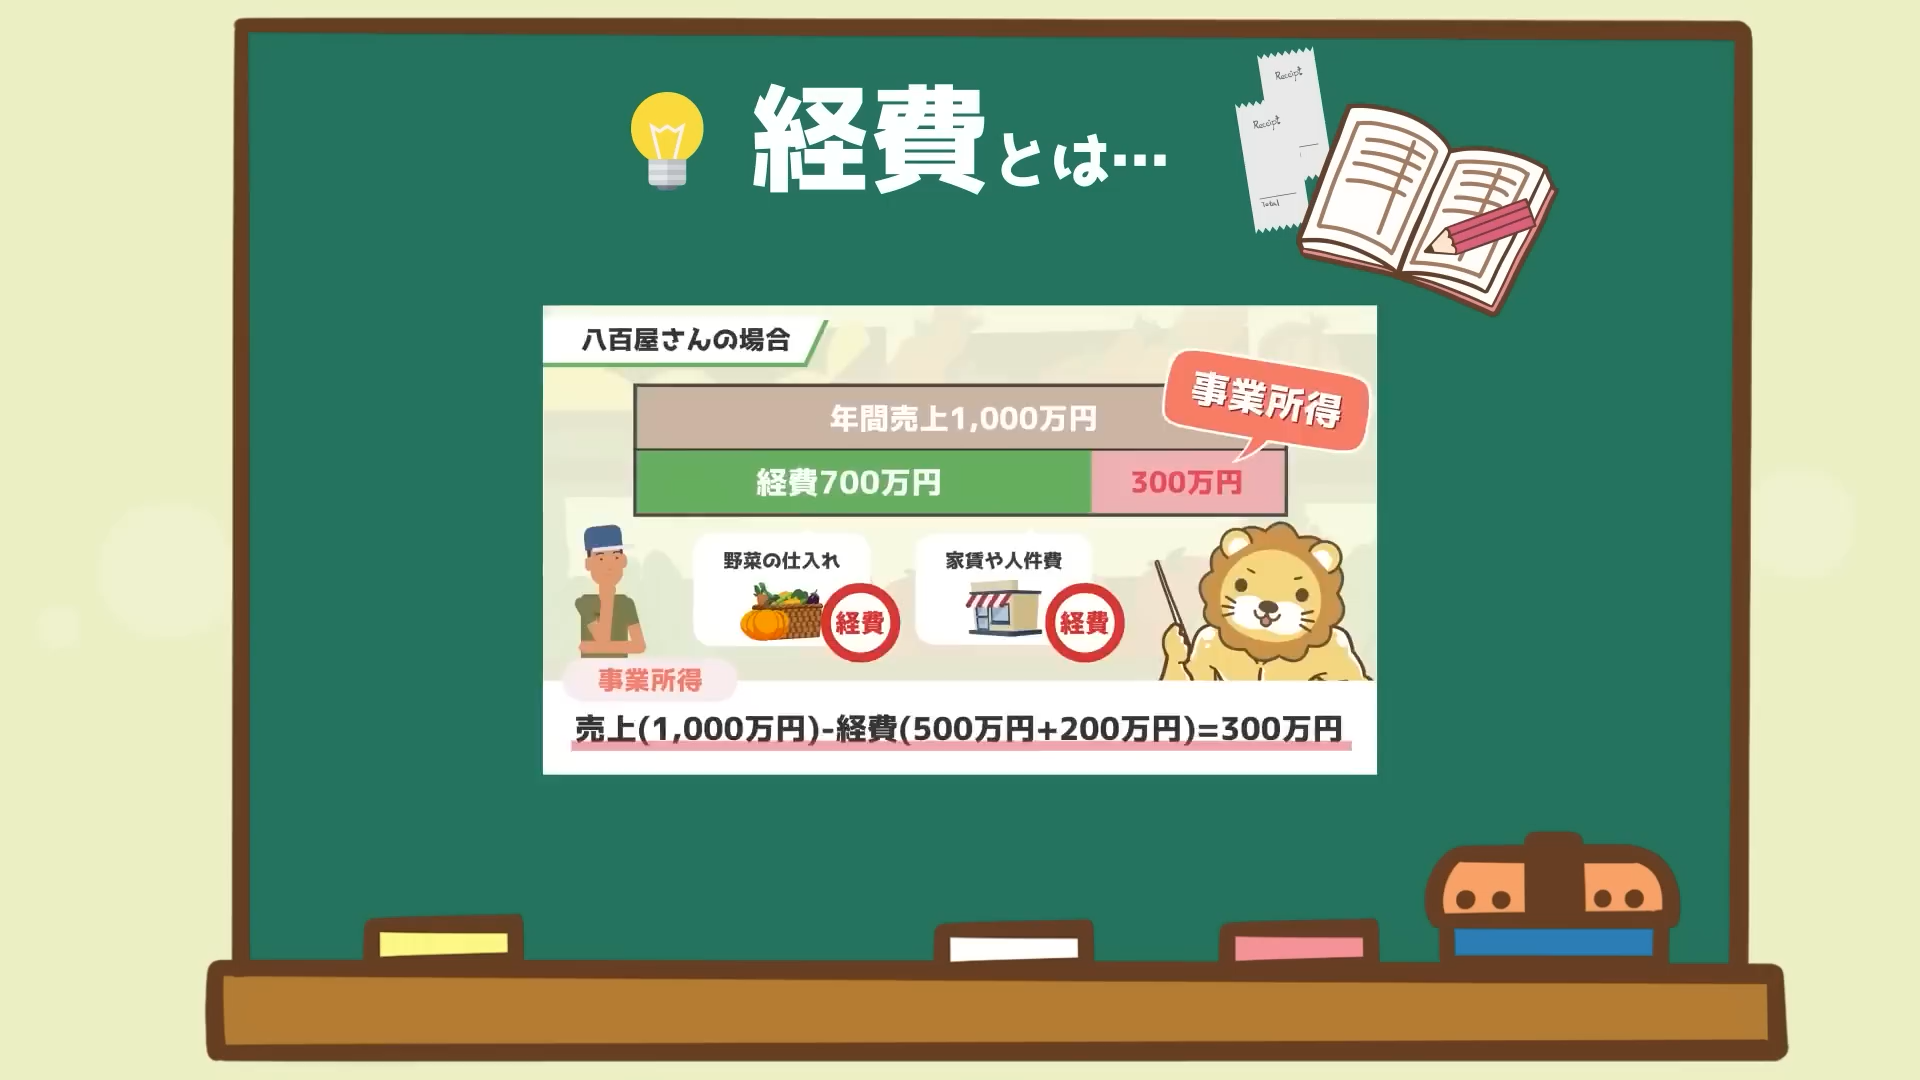 経費とは…
Receipt
Receipt
Total
八百屋さんの場合
事業所得
年間売上1,000万円
経費700万円
300万円
野菜の仕入れ
経費
家賃や人件費
経費
事業所得
売上(1,000万円)-経費(500万円+200万円)=300万円